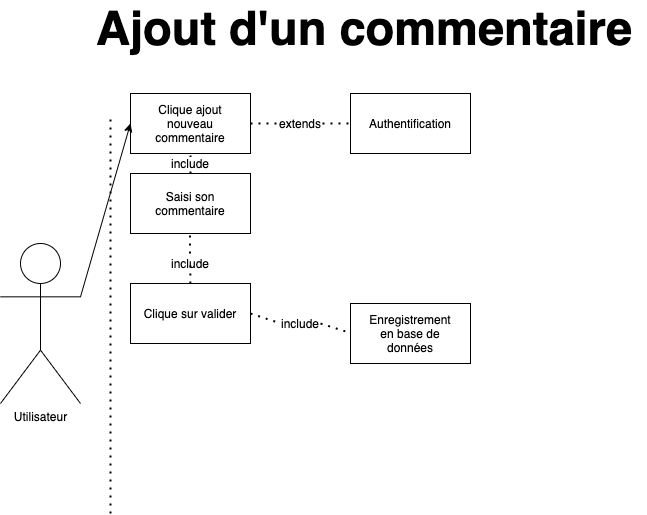 Ajout d'un commentaire
Clique ajout
nouveau
commentaire
extends
Authentification
include
Saisi son
commentaire
include
Clique sur valider
include
Enregistrement
en base de
données
Utilisateur